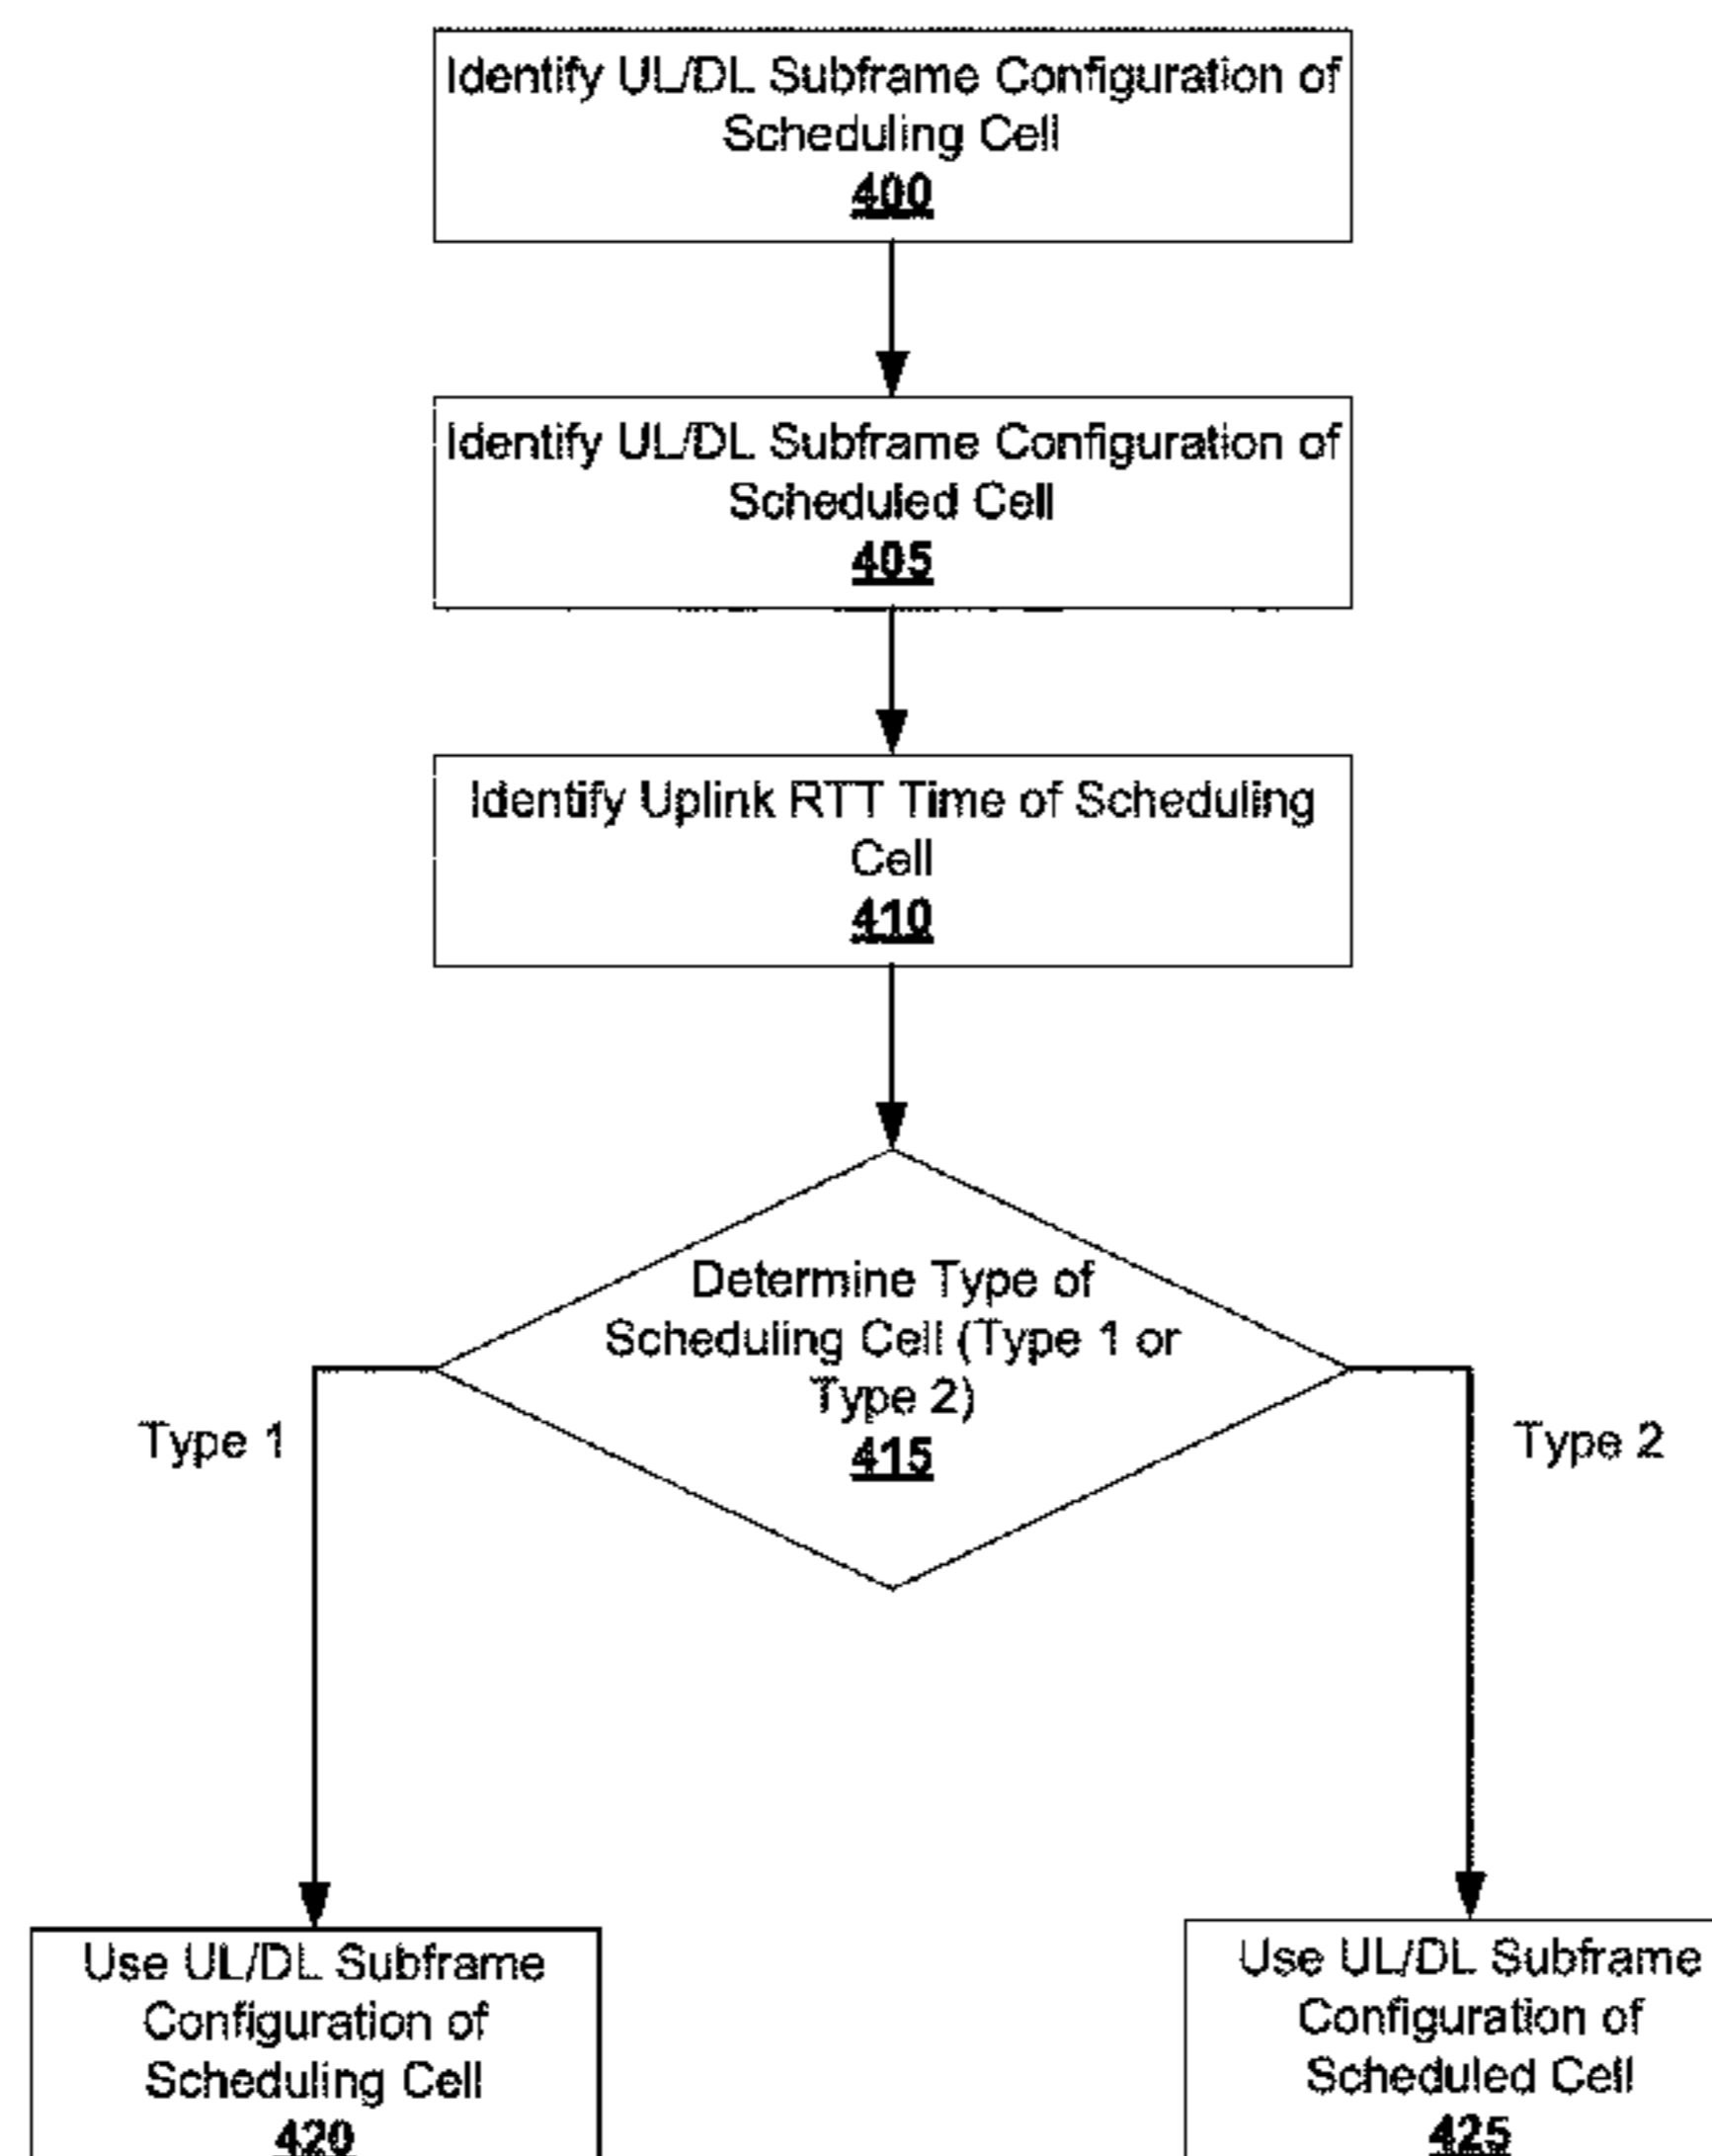 Identify UL/DL Subframe Configuration of
Scheduling Cell
400
Identify UL/DL Subframe Configuration of
Scheduled Cell
405
Identify Uplink RTT Time of Scheduling
Cell
410
Determine Type of
Scheduling Cell (Type 1 or
Type 2)
415
Type 1
Type 2
Use UL/DL Subframe
Configuration of
Scheduling Cell
420
Use UL/DL Subframe
Configuration of
Scheduled Cell
425